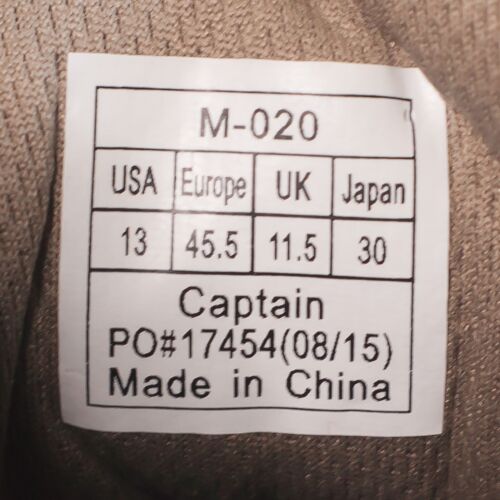 M-020
USA Europe UK Japan
13 45.5 11.5 30
Captain
PO#17454(08/15)
Made in China